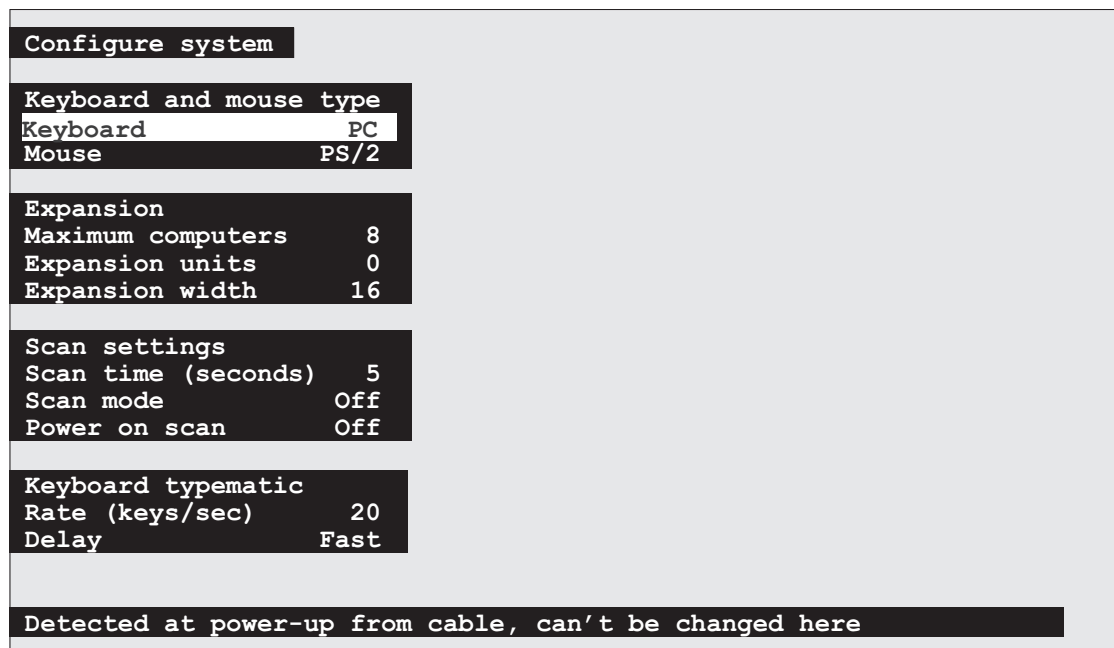 Configure system
Keyboard and mouse type
Keyboard PC
Mouse PS/2
Expansion
Maximum computers 8
Expansion units 0
Expansion width 16
Scan settings
Scan time (seconds) 5
Scan mode Off
Power on scan Off
Keyboard typematic
Rate (keys/sec) 20
Delay Fast
Detected at power-up from cable, can't be changed here